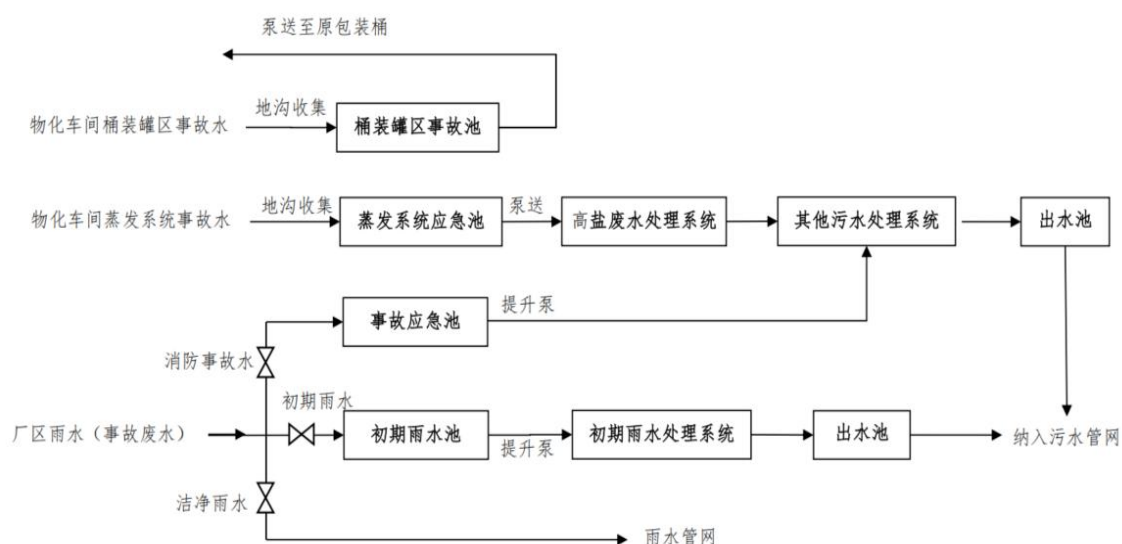 泵送至原包装桶
物化车间桶装罐区事故水
地沟收集
桶装罐区事故池
物化车间蒸发系统事故水
地沟收集
蒸发系统应急池
泵送
高盐废水处理系统
其他污水处理系统
出水池
事故应急池
提升泵
消防事故水
初期雨水
厂区雨水（事故废水）
初期雨水池
提升泵
初期雨水处理系统
出水池
纳入污水管网
洁净雨水
雨水管网